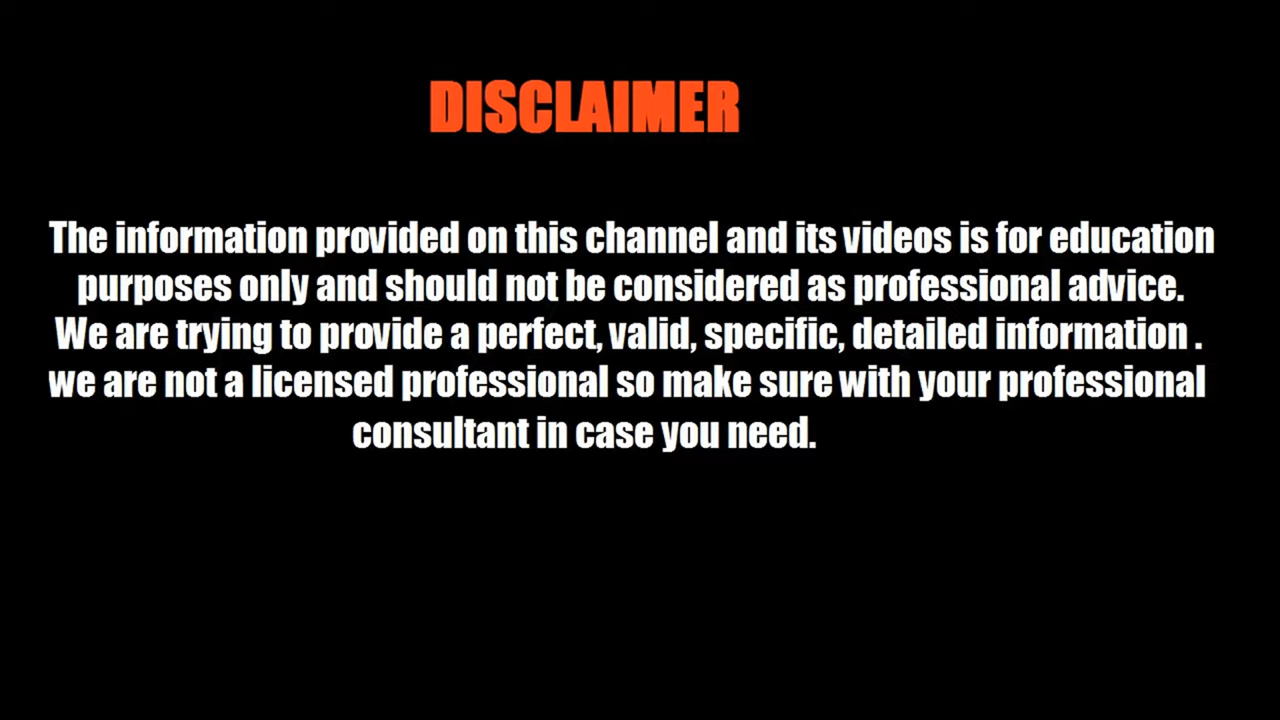 DISCLAIMER
The information provided on this channel and its videos is for education
purposes only and should not be considered as professional advice.
We are trying to provide a perfect, valid, specific, detailed information .
we are not a licensed professional so make sure with your professional
consultant in case you need.